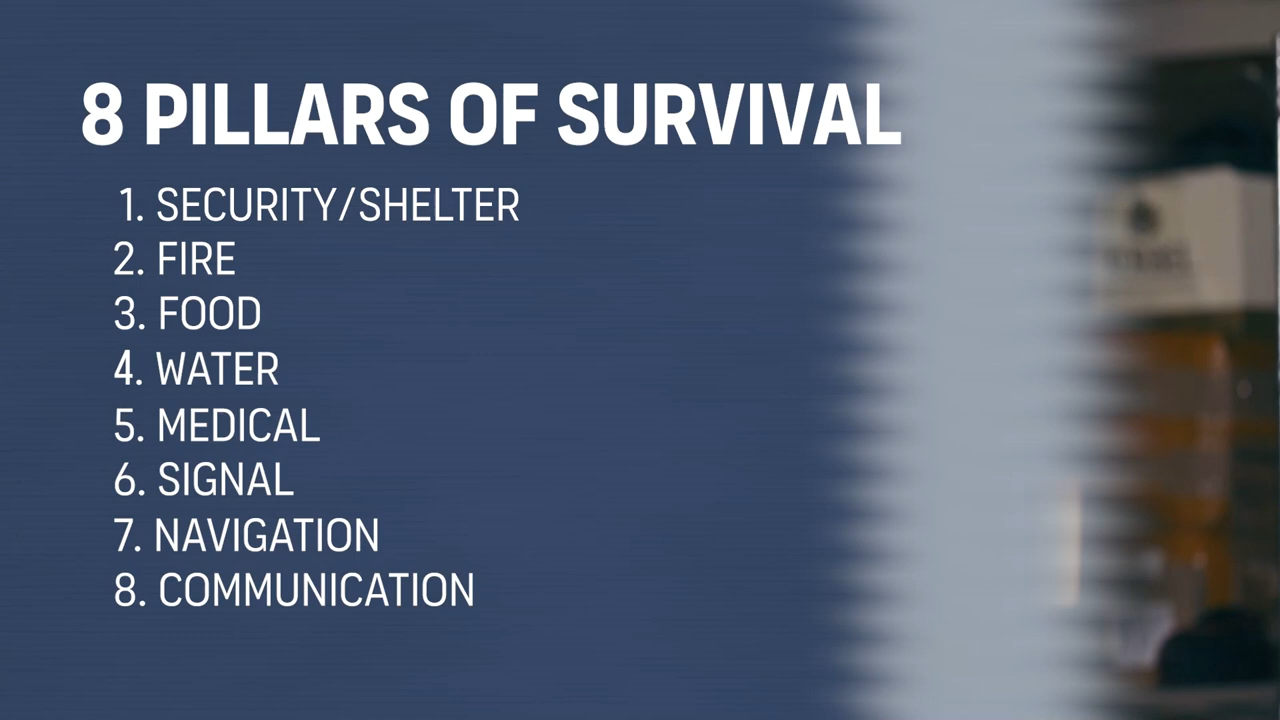 8 PILLARS OF SURVIVAL
1. SECURITY/SHELTER
2. FIRE
3. FOOD
4. WATER
5. MEDICAL
6. SIGNAL
7. NAVIGATION
8. COMMUNICATION